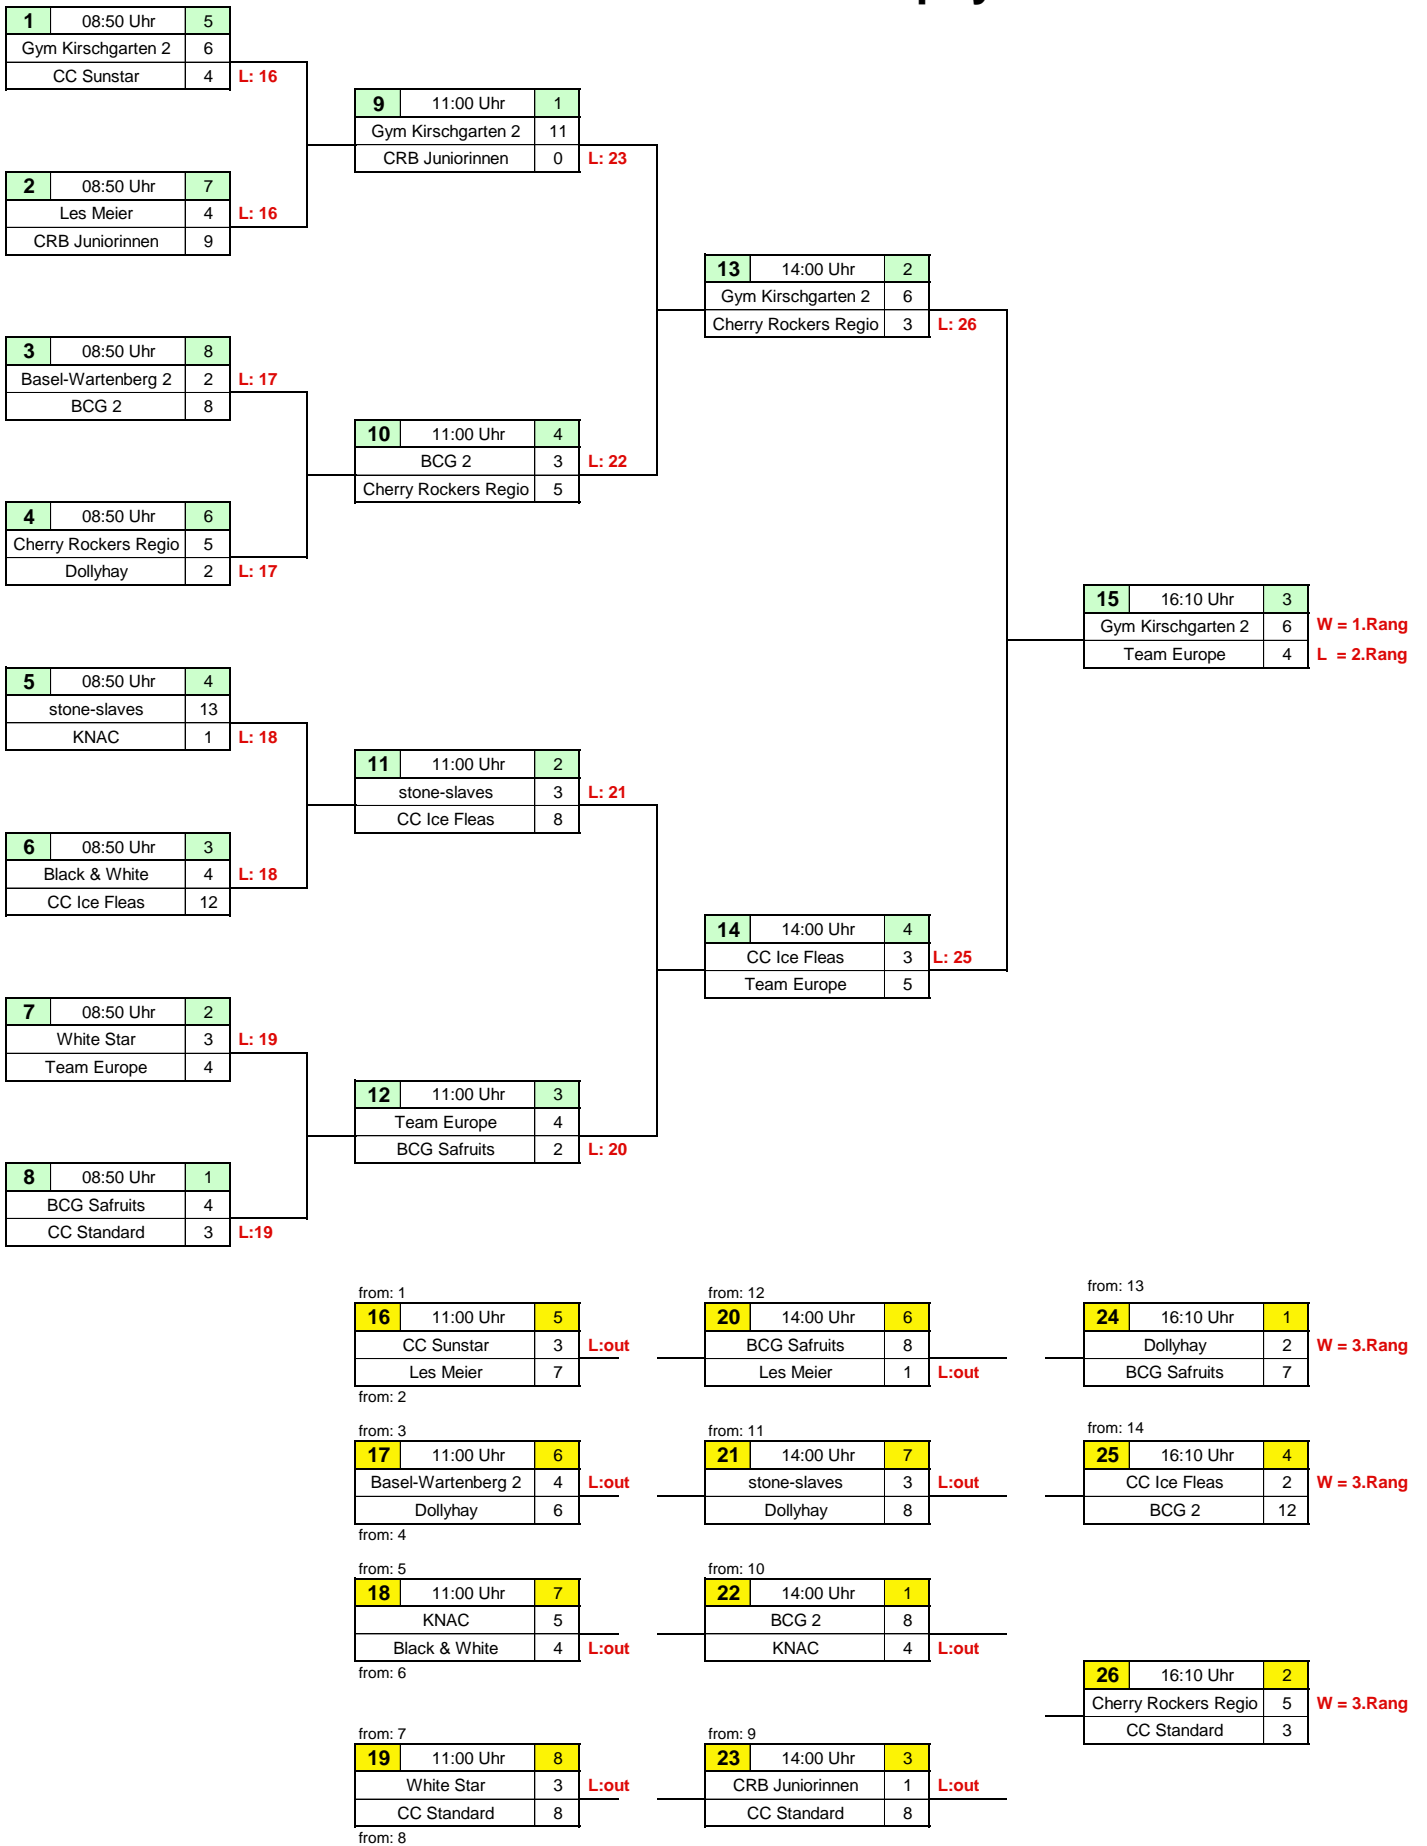 1 08:50 Uhr 5
Gym Kirschgarten 2 6
CC Sunstar 4 L: 16
2 08:50 Uhr 7
Les Meier 4 L: 16
CRB Juniorinnen 9
3 08:50 Uhr 8
Basel-Wartenberg 2 2 L: 17
BCG 2 8
4 08:50 Uhr 6
Cherry Rockers Regio 5
Dollyhay 2 L: 17
5 08:50 Uhr 4
stone-slaves 13
KNAC 1 L: 18
6 08:50 Uhr 3
Black & White 4 L: 18
CC Ice Fleas 12
7 08:50 Uhr 2
White Star 3 L: 19
Team Europe 4
8 08:50 Uhr 1
BCG Safruits 4
CC Standard 3 L:19
9 11:00 Uhr 1
Gym Kirschgarten 2 11
CRB Juniorinnen 0 L: 23
10 11:00 Uhr 4
BCG 2 3 L: 22
Cherry Rockers Regio 5
11 11:00 Uhr 2
stone-slaves 3 L: 21
CC Ice Fleas 8
12 11:00 Uhr 3
Team Europe 4
BCG Safruits 2 L: 20
13 14:00 Uhr 2
Gym Kirschgarten 2 6
Cherry Rockers Regio 3 L: 26
14 14:00 Uhr 4
CC Ice Fleas 3 L: 25
Team Europe 5
15 16:10 Uhr 3
Gym Kirschgarten 2 6 W = 1.Rang
Team Europe 4 L = 2.Rang
from: 1
16 11:00 Uhr 5
CC Sunstar 3 L:out
Les Meier 7
from: 2
from: 3
17 11:00 Uhr 6
Basel-Wartenberg 2 4 L:out
Dollyhay 6
from: 4
from: 5
18 11:00 Uhr 7
KNAC 5
Black & White 4 L:out
from: 6
from: 7
19 11:00 Uhr 8
White Star 3 L:out
CC Standard 8
from: 8
from: 12
20 14:00 Uhr 6
BCG Safruits 8
Les Meier 1 L:out
from: 11
21 14:00 Uhr 7
stone-slaves 3 L:out
Dollyhay 8
from: 10
22 14:00 Uhr 1
BCG 2 8
KNAC 4 L:out
from: 9
23 14:00 Uhr 3
CRB Juniorinnen 1 L:out
CC Standard 8
from: 13
24 16:10 Uhr 1
Dollyhay 2 W = 3.Rang
BCG Safruits 7
from: 14
25 16:10 Uhr 4
CC Ice Fleas 2 W = 3.Rang
BCG 2 12
26 16:10 Uhr 2
Cherry Rockers Regio 5 W = 3.Rang
CC Standard 3